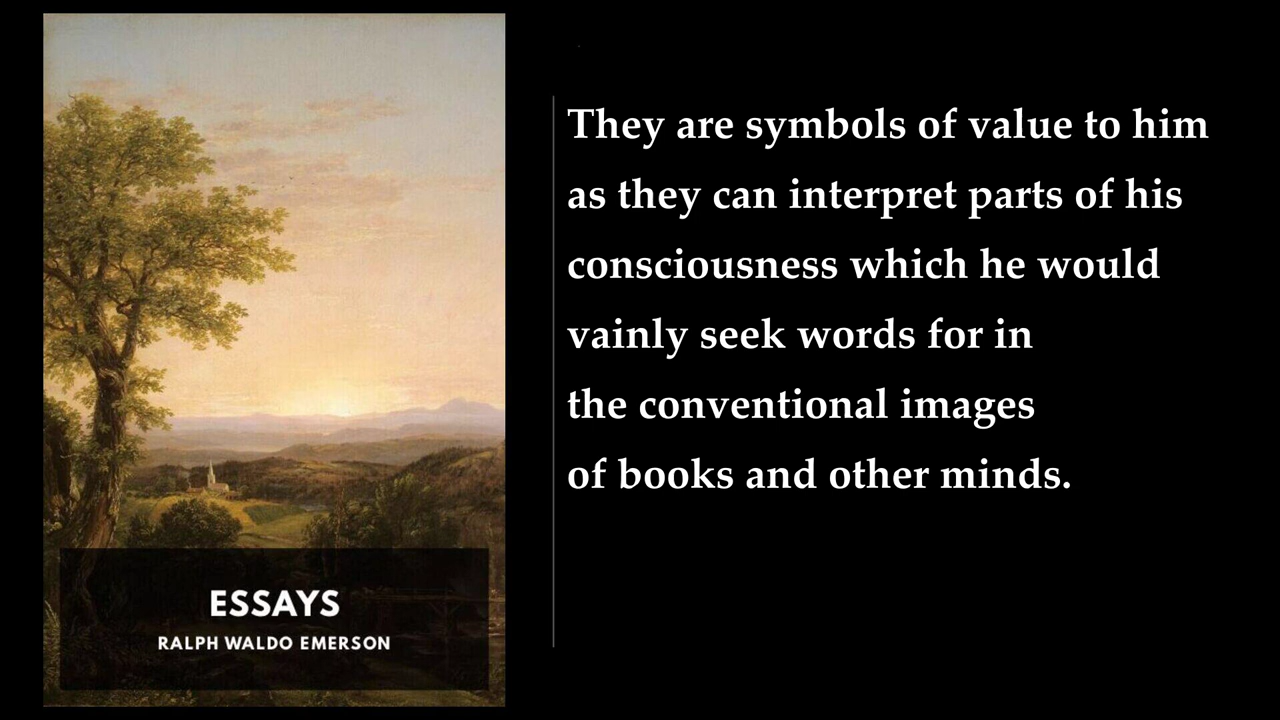 They are symbols of value to him
as they can interpret parts of his
consciousness which he would
vainly seek words for in
the conventional images
of books and other minds.
ESSAYS
RALPH WALDO EMERSON